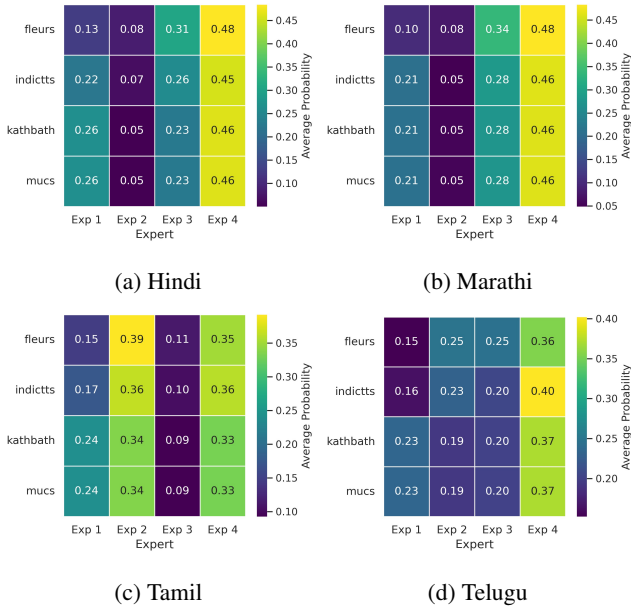 fleurs 0.13 0.08 0.31 0.48
indictts 0.22 0.07 0.26 0.45
kathbath 0.26 0.05 0.23 0.46
mucs 0.26 0.05 0.23 0.46
Exp 1 Exp 2 Exp 3 Exp 4
Expert
0.45
0.40
0.35
0.30
0.25
0.20
0.15
0.10
Average Probability
(a) Hindi
fleurs 0.10 0.08 0.34 0.48
indictts 0.21 0.05 0.28 0.46
kathbath 0.21 0.05 0.28 0.46
mucs 0.21 0.05 0.28 0.46
Exp 1 Exp 2 Exp 3 Exp 4
Expert
0.45
0.40
0.35
0.30
0.25
0.20
0.15
0.10
0.05
Average Probability
(b) Marathi
fleurs 0.15 0.39 0.11 0.35
indictts 0.17 0.36 0.10 0.36
kathbath 0.24 0.34 0.09 0.33
mucs 0.24 0.34 0.09 0.33
Exp 1 Exp 2 Exp 3 Exp 4
Expert
0.35
0.30
0.25
0.20
0.15
0.10
Average Probability
(c) Tamil
fleurs 0.15 0.25 0.25 0.36
indictts 0.16 0.23 0.20 0.40
kathbath 0.23 0.19 0.20 0.37
mucs 0.23 0.19 0.20 0.37
Exp 1 Exp 2 Exp 3 Exp 4
Expert
0.40
0.35
0.30
0.25
0.20
Average Probability
(d) Telugu